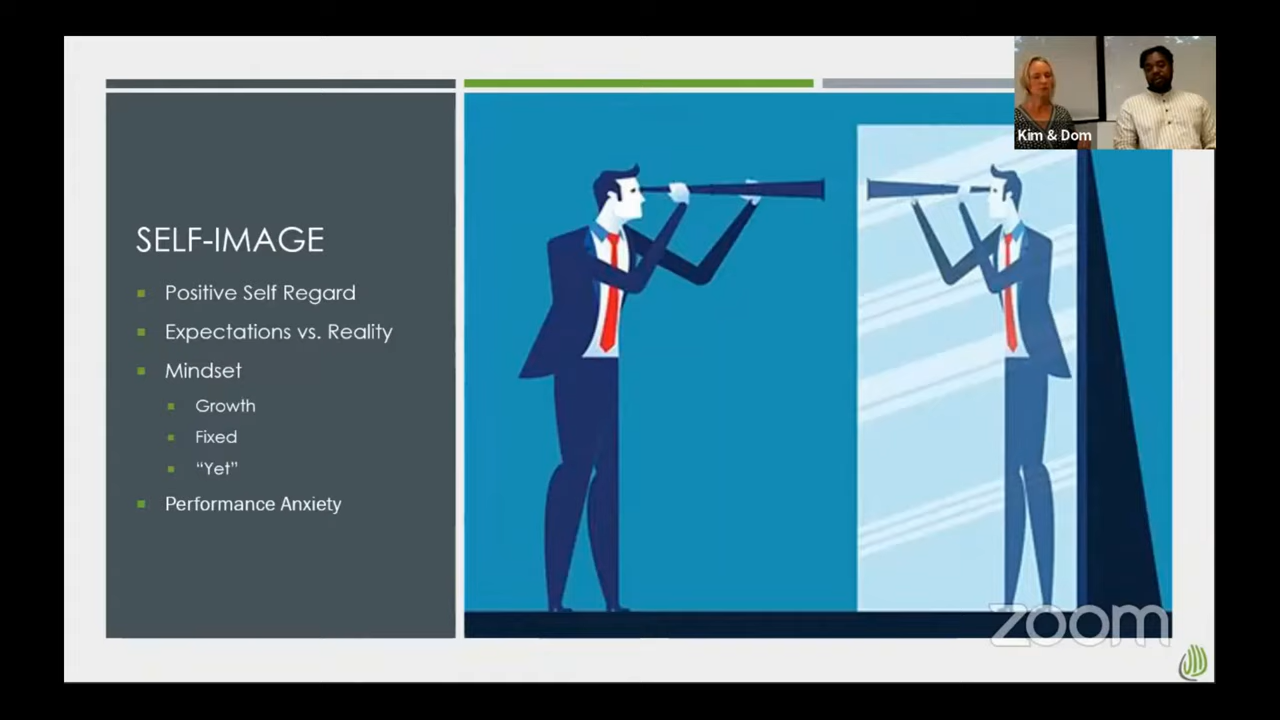 Kim & Dom
SELF-IMAGE
Positive Self Regard
Expectations vs. Reality
Mindset
Growth
Fixed
“Yet”
Performance Anxiety
zoom